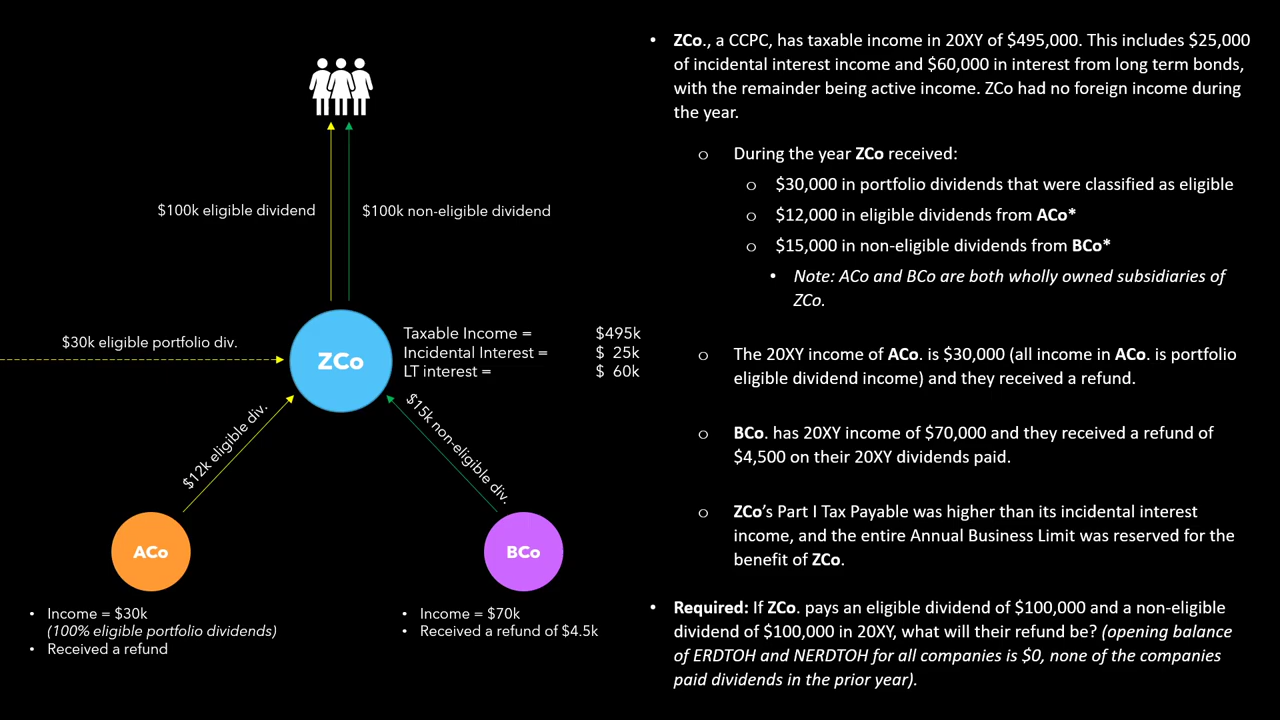 $100k eligible dividend
$100k non-eligible dividend
$30k eligible portfolio div.
ZCo
Taxable Income = $495k
Incidental Interest = $ 25k
LT interest = $ 60k
$12k eligible div.
$15k non-eligible div.
ACo
BCo
• Income = $30k
(100% eligible portfolio dividends)
• Received a refund
• Income = $70k
• Received a refund of $4.5k
• ZCo., a CCPC, has taxable income in 20XY of $495,000. This includes $25,000
of incidental interest income and $60,000 in interest from long term bonds,
with the remainder being active income. ZCo had no foreign income during
the year.
o During the year ZCo received:
o $30,000 in portfolio dividends that were classified as eligible
o $12,000 in eligible dividends from ACo*
o $15,000 in non-eligible dividends from BCo*
• Note: ACo and BCo are both wholly owned subsidiaries of
ZCo.
o The 20XY income of ACo. is $30,000 (all income in ACo. is portfolio
eligible dividend income) and they received a refund.
o BCo. has 20XY income of $70,000 and they received a refund of
$4,500 on their 20XY dividends paid.
o ZCo's Part I Tax Payable was higher than its incidental interest
income, and the entire Annual Business Limit was reserved for the
benefit of ZCo.
• Required: If ZCo. pays an eligible dividend of $100,000 and a non-eligible
dividend of $100,000 in 20XY, what will their refund be? (opening balance
of ERDTOH and NERDTOH for all companies is $0, none of the companies
paid dividends in the prior year).